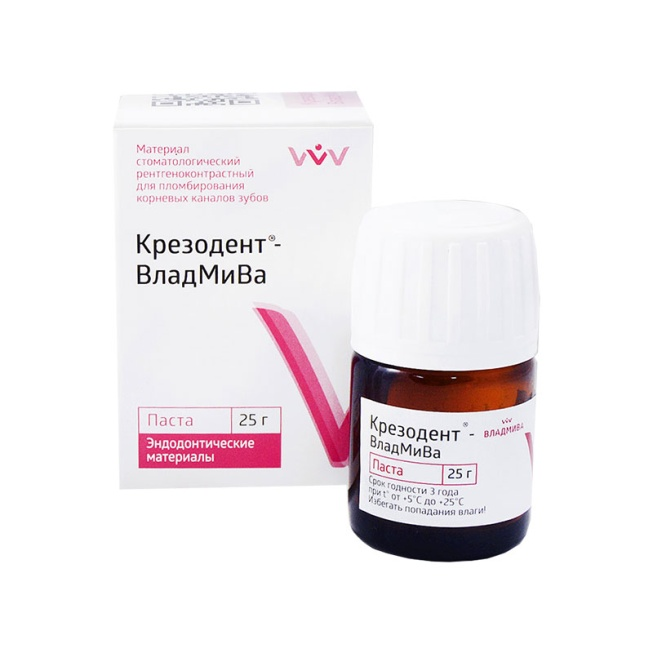 Материал
стоматологический
рентгеноконтрастный
для пломбирования
корневых каналов зубов
Крезодент®-
ВладМиВа
Паста 25 г
Эндодонтические
материалы
Крезодент®-
ВладМиВа
ВЛАДМИВА
Паста 25 г
Срок годности 3 года
при t° от +5°С до +25°С
Избегать попадания влаги!